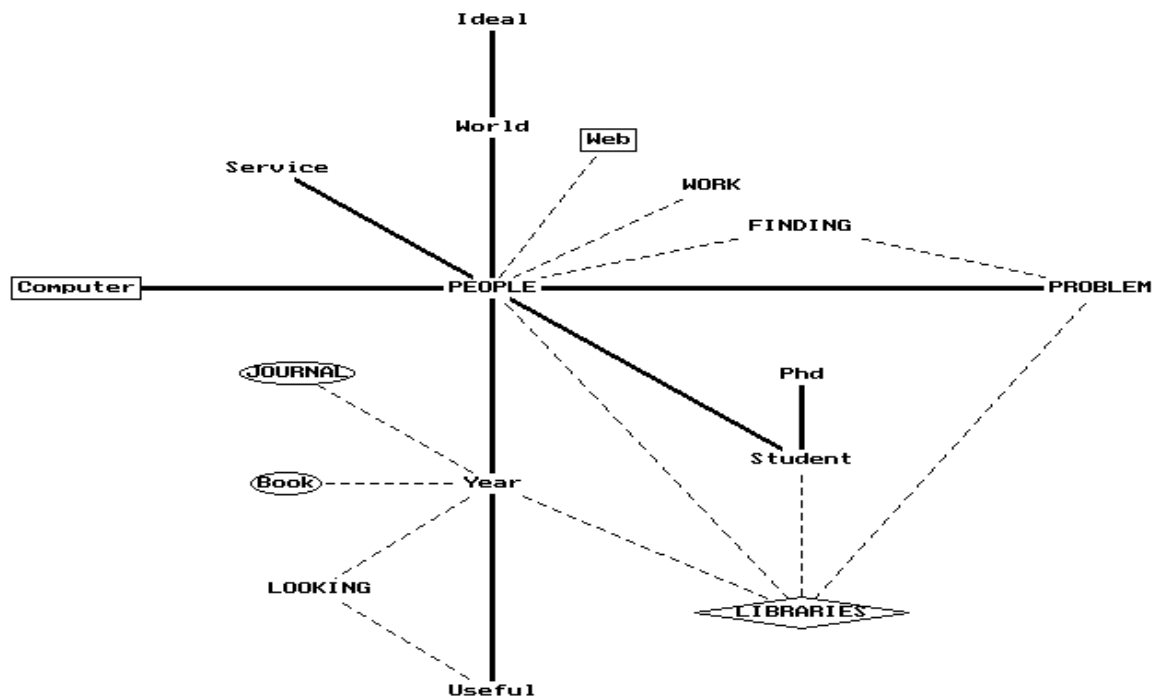 Ideal
World
Web
Service
WORK
FINDING
Computer
PEOPLE
PROBLEM
JOURNAL
Phd
Student
Book
Year
LOOKING
LIBRARIES
Useful